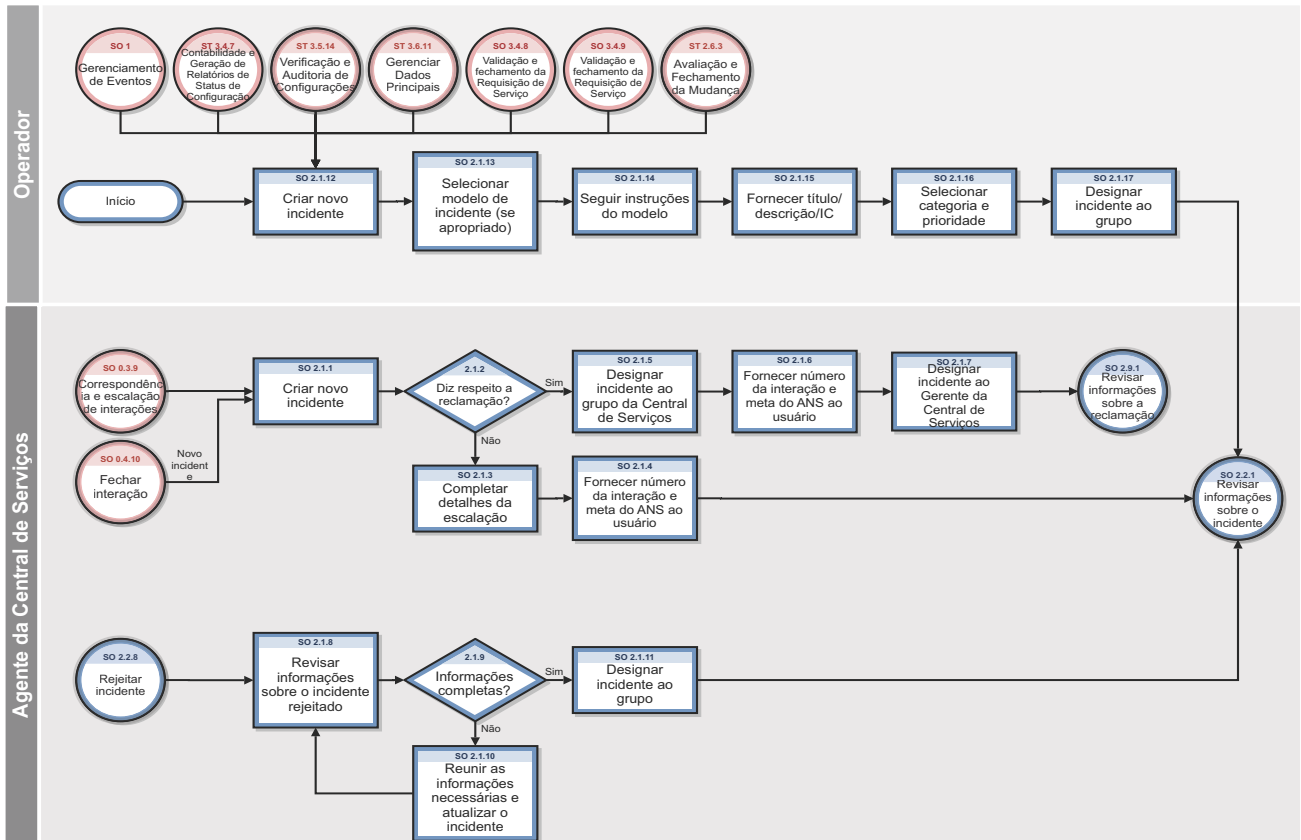 Operador
SO 1
Gerenciamento
de Eventos
ST 3.4.7
Contabilidade e
Geração de
Relatórios de
Status de
Configuração
ST 3.5.14
Verificação e
Auditoria de
Configurações
ST 3.6.11
Gerenciar
Dados
Principais
SO 3.4.8
Validação e
fechamento da
Requisição de
Serviço
SO 3.4.9
Validação e
fechamento da
Requisição de
Serviço
ST 2.6.3
Avaliação e
Fechamento
da Mudança
Início
SO 2.1.12
Criar novo
incidente
SO 2.1.13
Selecionar
modelo de
incidente (se
apropriado)
SO 2.1.14
Seguir instruções
do modelo
SO 2.1.15
Fornecer título/
descrição/IC
SO 2.1.16
Selecionar
categoria e
prioridade
SO 2.1.17
Designar
incidente ao
grupo
Agente da Central de Serviços
SO 0.3.9
Correspondênc
ia e escalação
de interações
SO 0.4.10
Fechar
interação
Novo
incident
e
SO 2.1.1
Criar novo
incidente
2.1.2
Diz respeito a
reclamação?
Sim
Não
SO 2.1.5
Designar
incidente ao
grupo da Central
de Serviços
SO 2.1.6
Fornecer número
da interação e
meta do ANS ao
usuário
SO 2.1.7
Designar
incidente ao
Gerente da
Central de
Serviços
SO 2.9.1
Revisar
informações
sobre a
reclamação
SO 2.1.3
Completar
detalhes da
escalação
SO 2.1.4
Fornecer número
da interação e
meta do ANS ao
usuário
SO 2.2.1
Revisar
informações
sobre o
incidente
SO 2.2.8
Rejeitar
incidente
SO 2.1.8
Revisar
informações
sobre o incidente
rejeitado
2.1.9
Informações
completas?
Sim
Não
SO 2.1.11
Designar
incidente ao
grupo
SO 2.1.10
Reunir as
informações
necessárias e
atualizar o
incidente